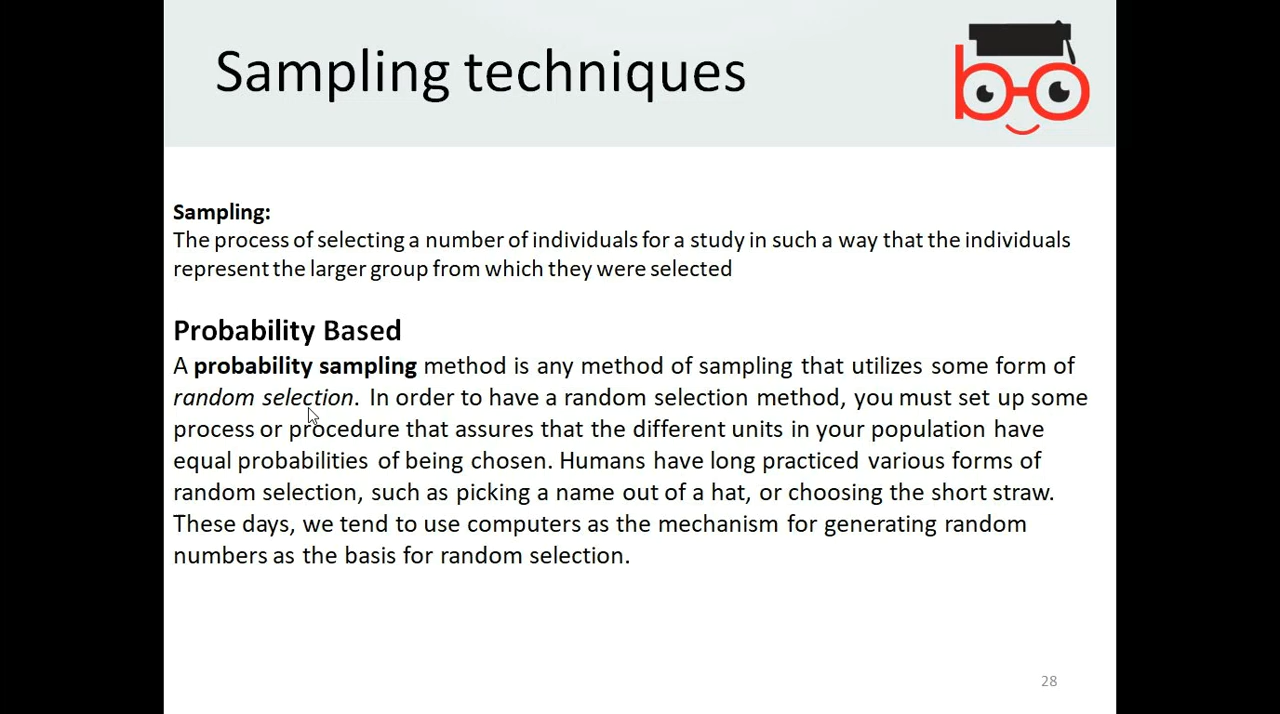 Sampling techniques
Sampling:
The process of selecting a number of individuals for a study in such a way that the individuals
represent the larger group from which they were selected
Probability Based
A probability sampling method is any method of sampling that utilizes some form of
random selection. In order to have a random selection method, you must set up some
process or procedure that assures that the different units in your population have
equal probabilities of being chosen. Humans have long practiced various forms of
random selection, such as picking a name out of a hat, or choosing the short straw.
These days, we tend to use computers as the mechanism for generating random
numbers as the basis for random selection.
28